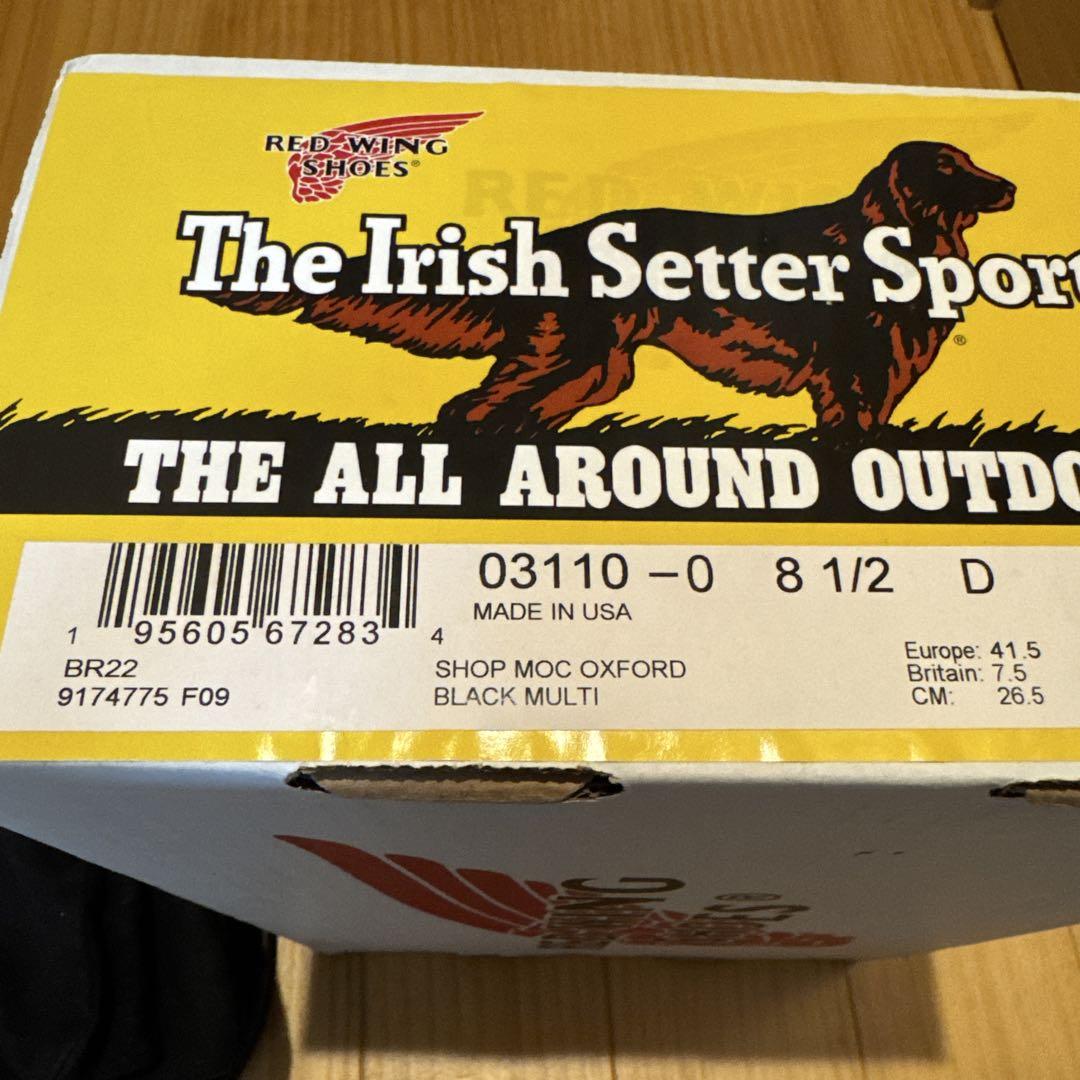 RED WING
SHOES®
The Irish Setter Sport
®
THE ALL AROUND OUTDO
1 95605 67283 4
03110 -0 8 1/2 D
MADE IN USA
BR22
9174775 F09
SHOP MOC OXFORD
BLACK MULTI
Europe: 41.5
Britain: 7.5
CM: 26.5